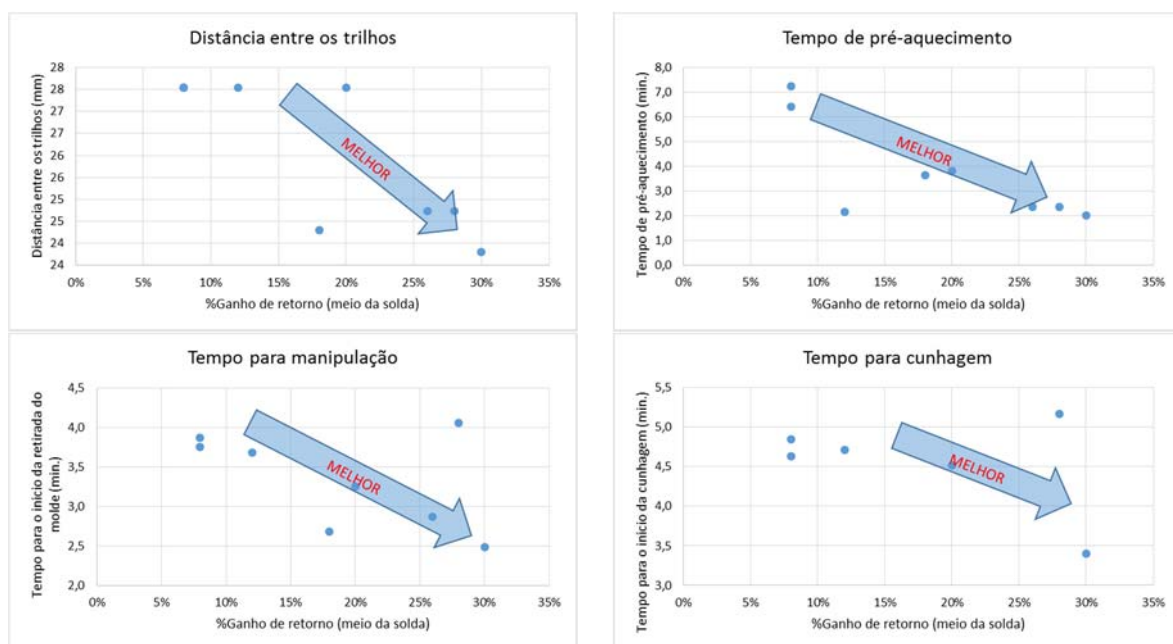 Distância entre os trilhos
Distância entre os trilhos (mm)
28
28
27
27
26
26
25
25
24
24
MELHOR
0% 5% 10% 15% 20% 25% 30% 35%
%Ganho de retorno (meio da solda)
Tempo de pré-aquecimento
Tempo de pré-aquecimento (min.)
8,0
7,0
6,0
5,0
4,0
3,0
2,0
1,0
0,0
MELHOR
0% 5% 10% 15% 20% 25% 30% 35%
%Ganho de retorno (meio da solda)
Tempo para manipulação
Tempo para o inicio da retirada do
molde (min.)
4,5
4,0
3,5
3,0
2,5
2,0
MELHOR
0% 5% 10% 15% 20% 25% 30% 35%
%Ganho de retorno (meio da solda)
Tempo para cunhagem
Tempo para o inicio da cunhagem (min.)
5,5
5,0
4,5
4,0
3,5
3,0
MELHOR
0% 5% 10% 15% 20% 25% 30% 35%
%Ganho de retorno (meio da solda)